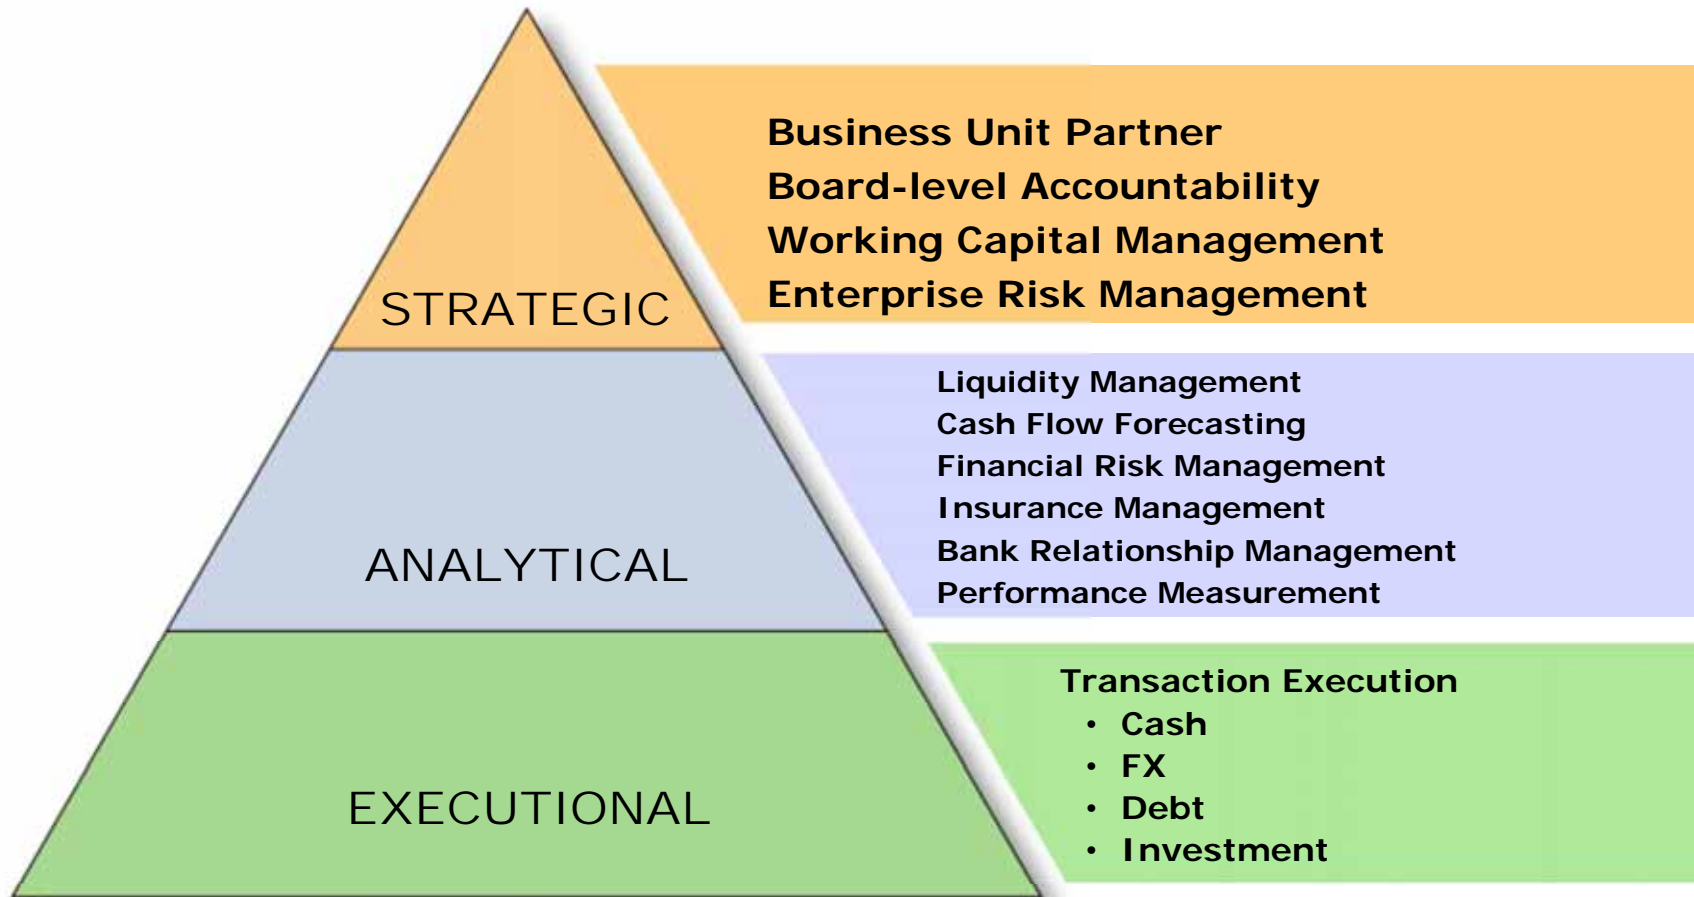 STRATEGIC
Business Unit Partner
Board-level Accountability
Working Capital Management
Enterprise Risk Management
ANALYTICAL
Liquidity Management
Cash Flow Forecasting
Financial Risk Management
Insurance Management
Bank Relationship Management
Performance Measurement
EXECUTIONAL
Transaction Execution
• Cash
• FX
• Debt
• Investment